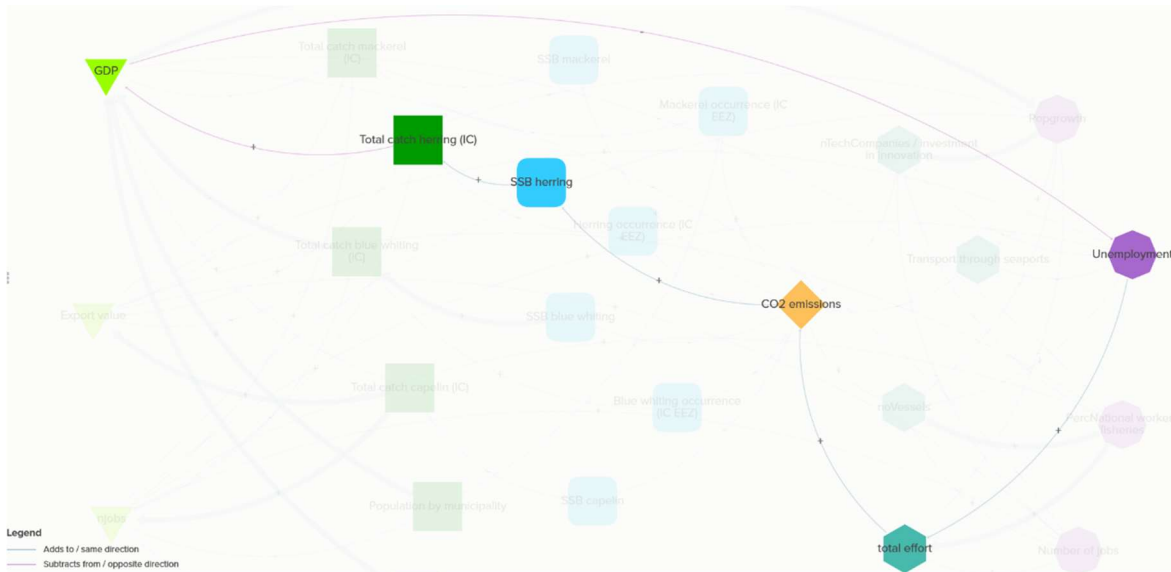 GDP
Total catch mackerel
(IC)
SSB mackerel
Mackerel occurrence (IC
EEZ)
Popgrowth
Total catch herring (IC)
nTechCompanies / investment
in innovation
SSB herring
Herring occurrence (IC
EEZ)
Total catch blue whiting
(IC)
Transport through seaports
Unemployment
CO2 emissions
Export value
SSB blue whiting
Total catch capelin (IC)
Blue whiting occurrence
(IC EEZ)
noVessels
PercNational worker
fisheries
Population by municipality
SSB capelin
njobs
total effort
Number of jobs
Legend
Adds to / same direction
Subtracts from / opposite direction
-
+
+
+
+
+